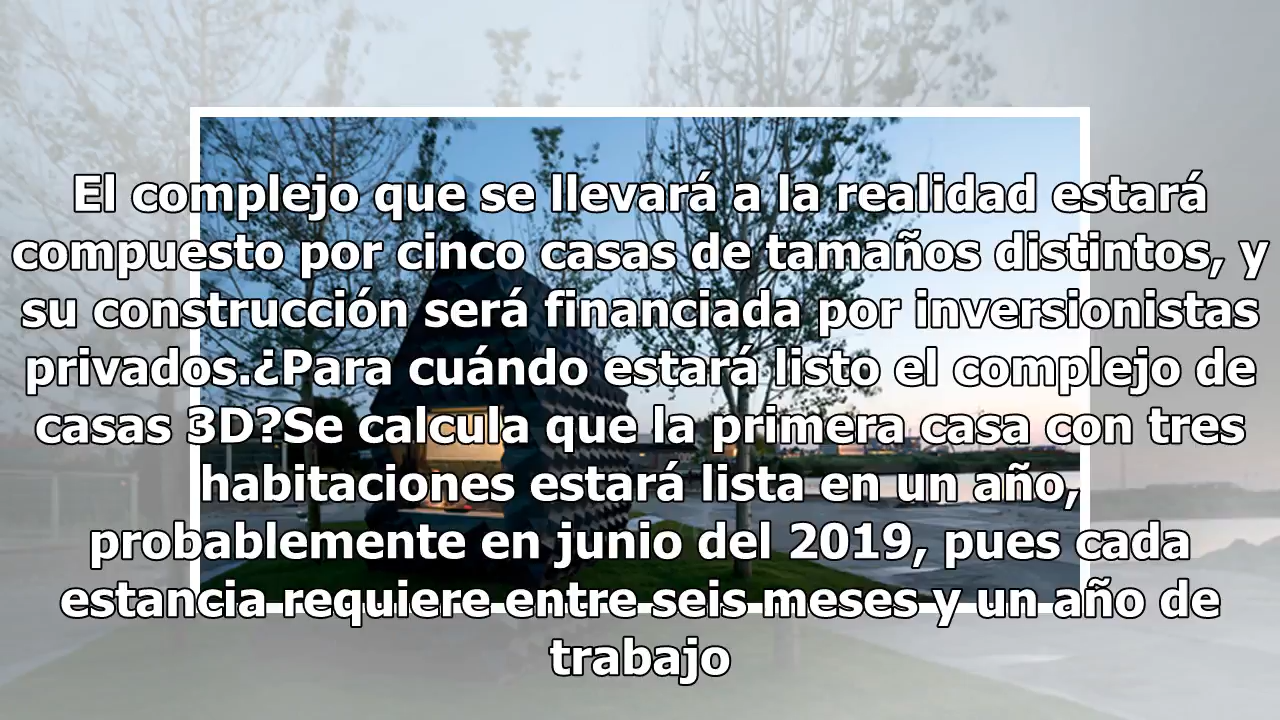 El complejo que se llevará a la realidad estará
compuesto por cinco casas de tamaños distintos, y
su construcción será financiada por inversionistas
privados.¿Para cuándo estará listo el complejo de
casas 3D?Se calcula que la primera casa con tres
habitaciones estará lista en un año,
probablemente en junio del 2019, pues cada
estancia requiere entre seis meses y un año de
trabajo